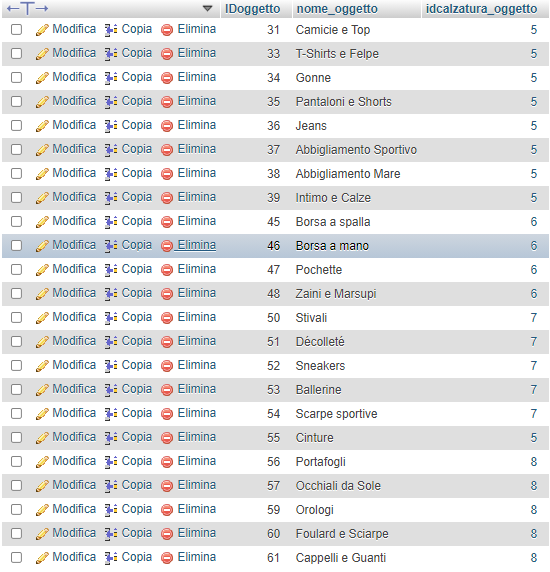 ←T→ IDoggetto nome_oggetto idcalzatura_oggetto
Modifica Copia Elimina 31 Camicie e Top 5
Modifica Copia Elimina 33 T-Shirts e Felpe 5
Modifica Copia Elimina 34 Gonne 5
Modifica Copia Elimina 35 Pantaloni e Shorts 5
Modifica Copia Elimina 36 Jeans 5
Modifica Copia Elimina 37 Abbigliamento Sportivo 5
Modifica Copia Elimina 38 Abbigliamento Mare 5
Modifica Copia Elimina 39 Intimo e Calze 5
Modifica Copia Elimina 45 Borsa a spalla 6
Modifica Copia Elimina 46 Borsa a mano 6
Modifica Copia Elimina 47 Pochette 6
Modifica Copia Elimina 48 Zaini e Marsupi 6
Modifica Copia Elimina 50 Stivali 7
Modifica Copia Elimina 51 Décolleté 7
Modifica Copia Elimina 52 Sneakers 7
Modifica Copia Elimina 53 Ballerine 7
Modifica Copia Elimina 54 Scarpe sportive 7
Modifica Copia Elimina 55 Cinture 5
Modifica Copia Elimina 56 Portafogli 8
Modifica Copia Elimina 57 Occhiali da Sole 8
Modifica Copia Elimina 59 Orologi 8
Modifica Copia Elimina 60 Foulard e Sciarpe 8
Modifica Copia Elimina 61 Cappelli e Guanti 8